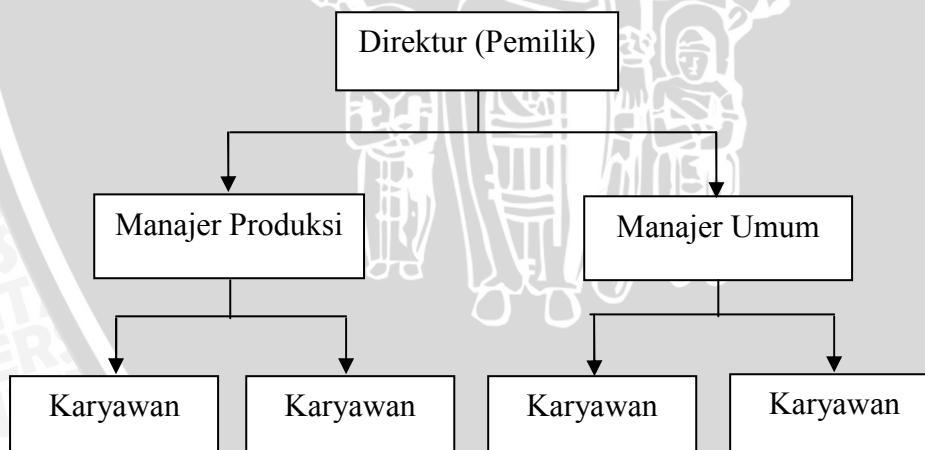 Direktur (Pemilik)
Manajer Produksi
Manajer Umum
Karyawan
Karyawan
Karyawan
Karyawan